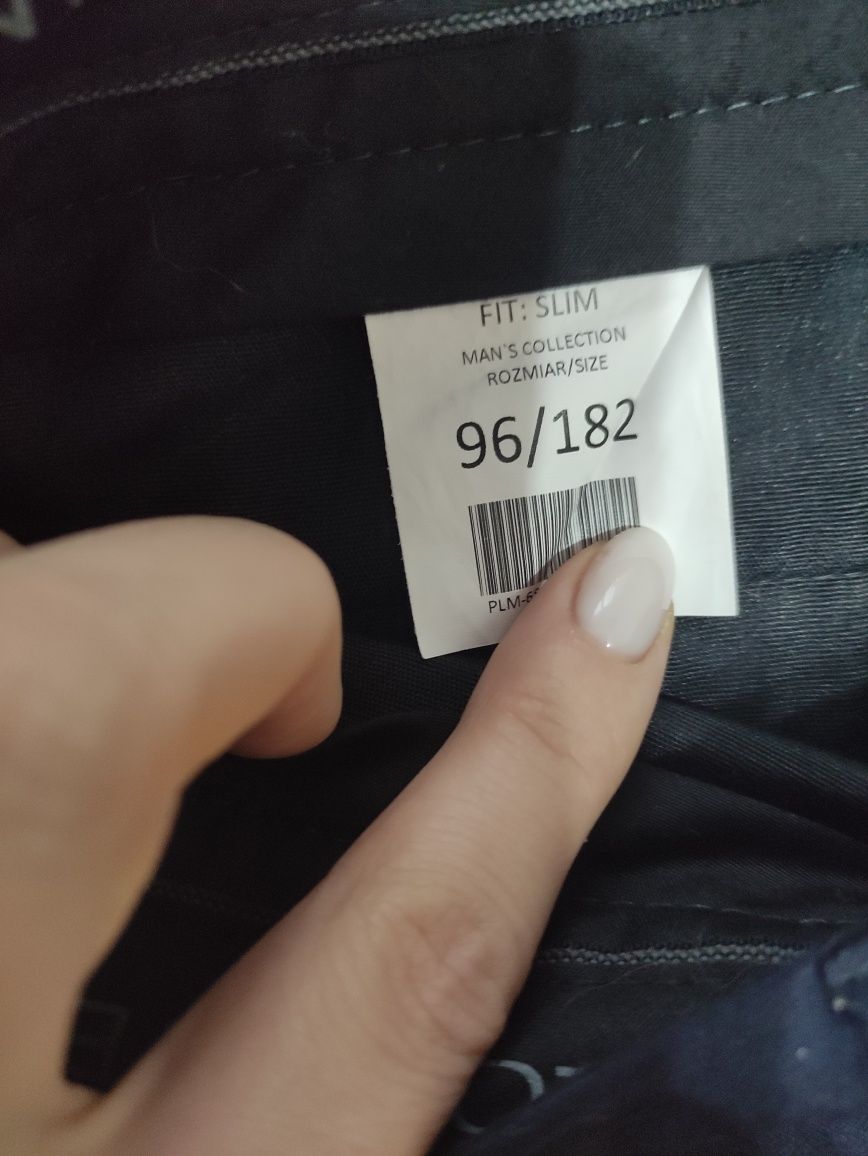 FIT: SLIM
MAN`S COLLECTION
ROZMIAR/SIZE
96/182